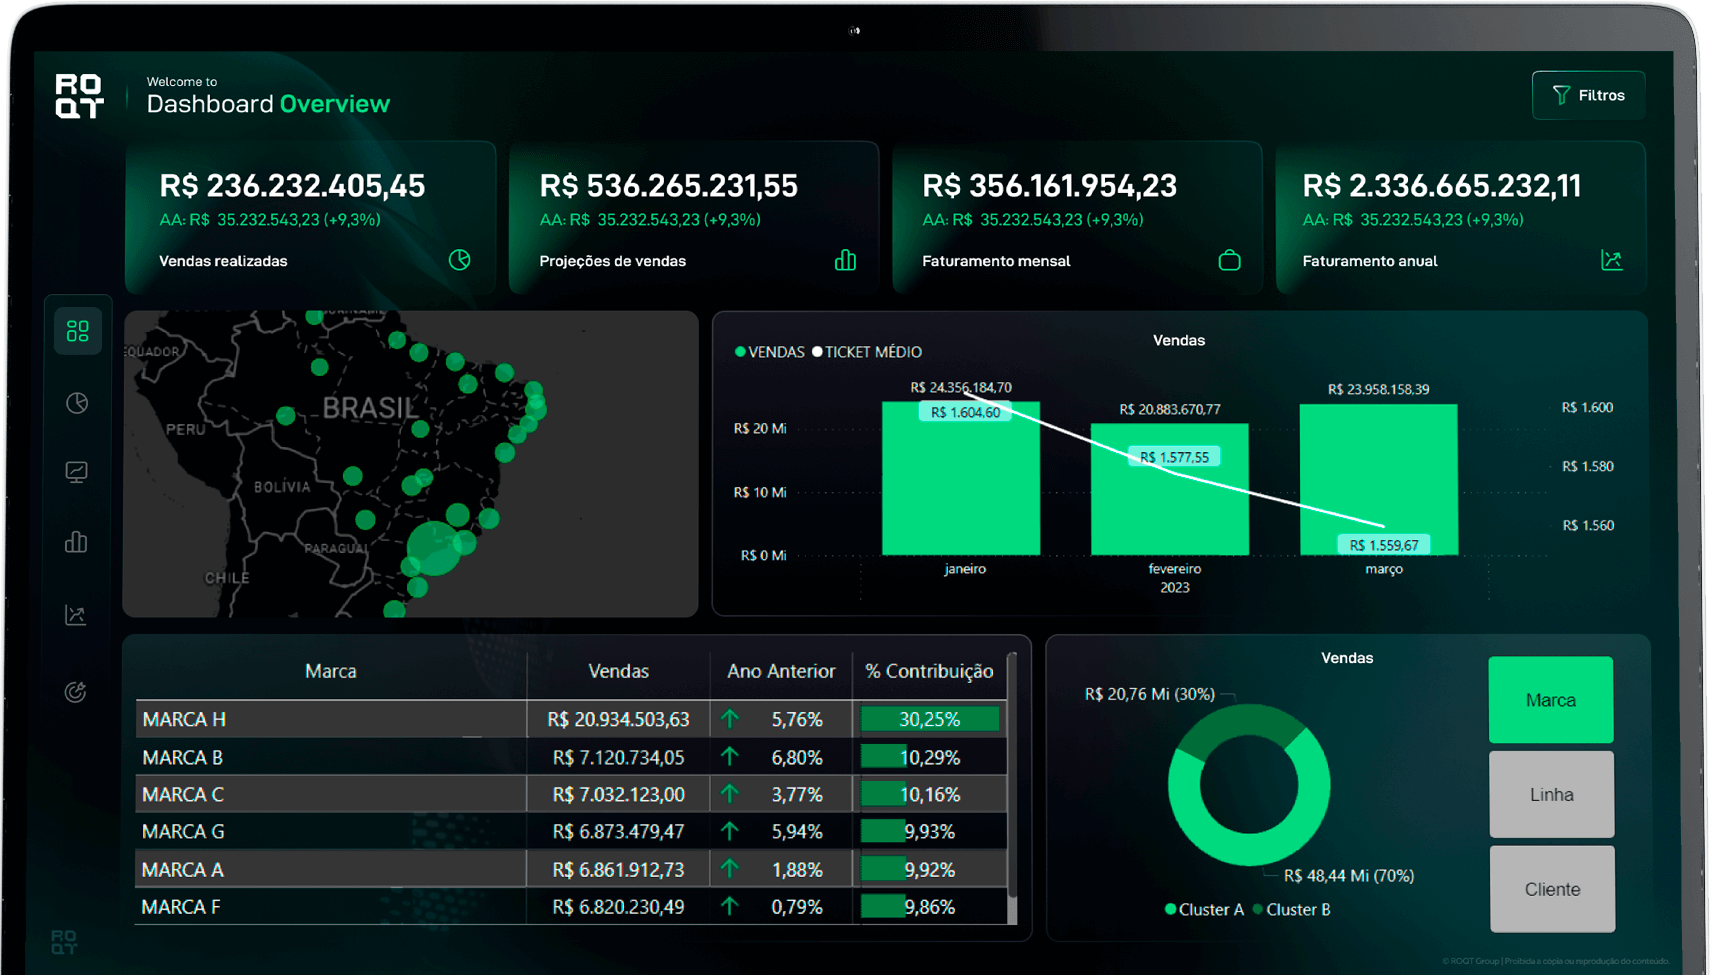 RO
QT
Welcome to
Dashboard Overview
Filtros
R$ 236.232.405,45
AA: R$ 35.232.543,23 (+9,3%)
Vendas realizadas
R$ 536.265.231,55
AA: R$ 35.232.543,23 (+9,3%)
Projeções de vendas
R$ 356.161.954,23
AA: R$ 35.232.543,23 (+9,3%)
Faturamento mensal
R$ 2.336.665.232,11
AA: R$ 35.232.543,23 (+9,3%)
Faturamento anual
BRASIL
PERU
BOLÍVIA
CHILE
Vendas
VENDAS TICKET MÉDIO
R$ 24.356.184,70
R$ 20.883.670,77
R$ 23.958.158,39
R$ 1.604,60
R$ 1.577,55
R$ 1.559,67
R$ 20 Mi
R$ 10 Mi
R$ 0 Mi
R$ 1.600
R$ 1.580
R$ 1.560
janeiro fevereiro março
2023
Marca Vendas Ano Anterior % Contribuição
MARCA H R$ 20.934.503,63 5,76% 30,25%
MARCA B R$ 7.120.734,05 6,80% 10,29%
MARCA C R$ 7.032.123,00 3,77% 10,16%
MARCA G R$ 6.873.479,47 5,94% 9,93%
MARCA A R$ 6.861.912,73 1,88% 9,92%
MARCA F R$ 6.820.230,49 0,79% 9,86%
Vendas
R$ 20,76 Mi (30%)
R$ 48,44 Mi (70%)
Cluster A Cluster B
Marca
Linha
Cliente
RO
QT
© ROQT Group | Proibida a cópia ou reprodução do conteúdo.